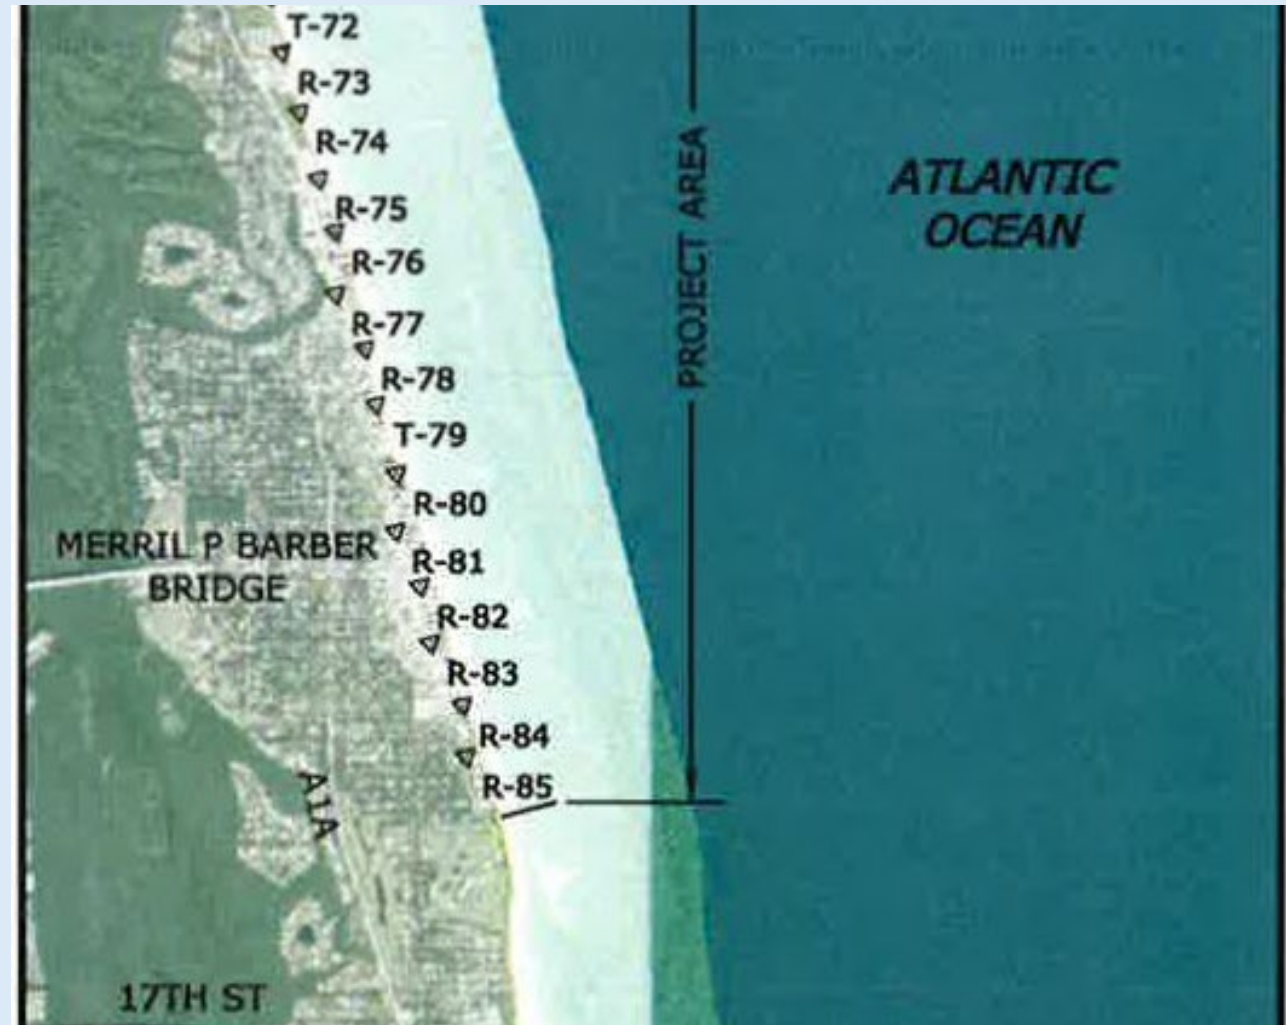 T-72
R-73
R-74
R-75
R-76
R-77
R-78
T-79
R-80
R-81
R-82
R-83
R-84
R-85
PROJECT AREA
ATLANTIC
OCEAN
MERRIL P BARBER
BRIDGE
A1A
17TH ST